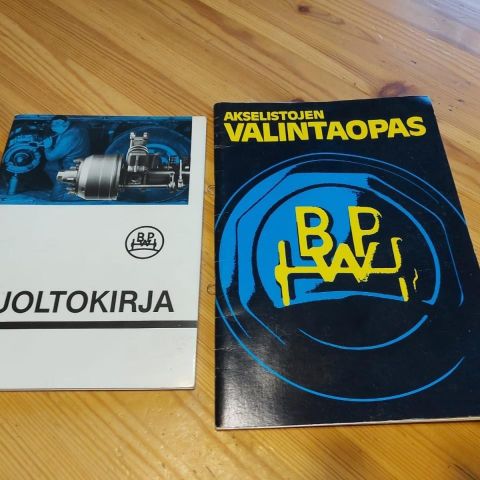 BPW
UOLTOKIRJA
AKSELISTOJEN
VALINTAOPAS
BPW